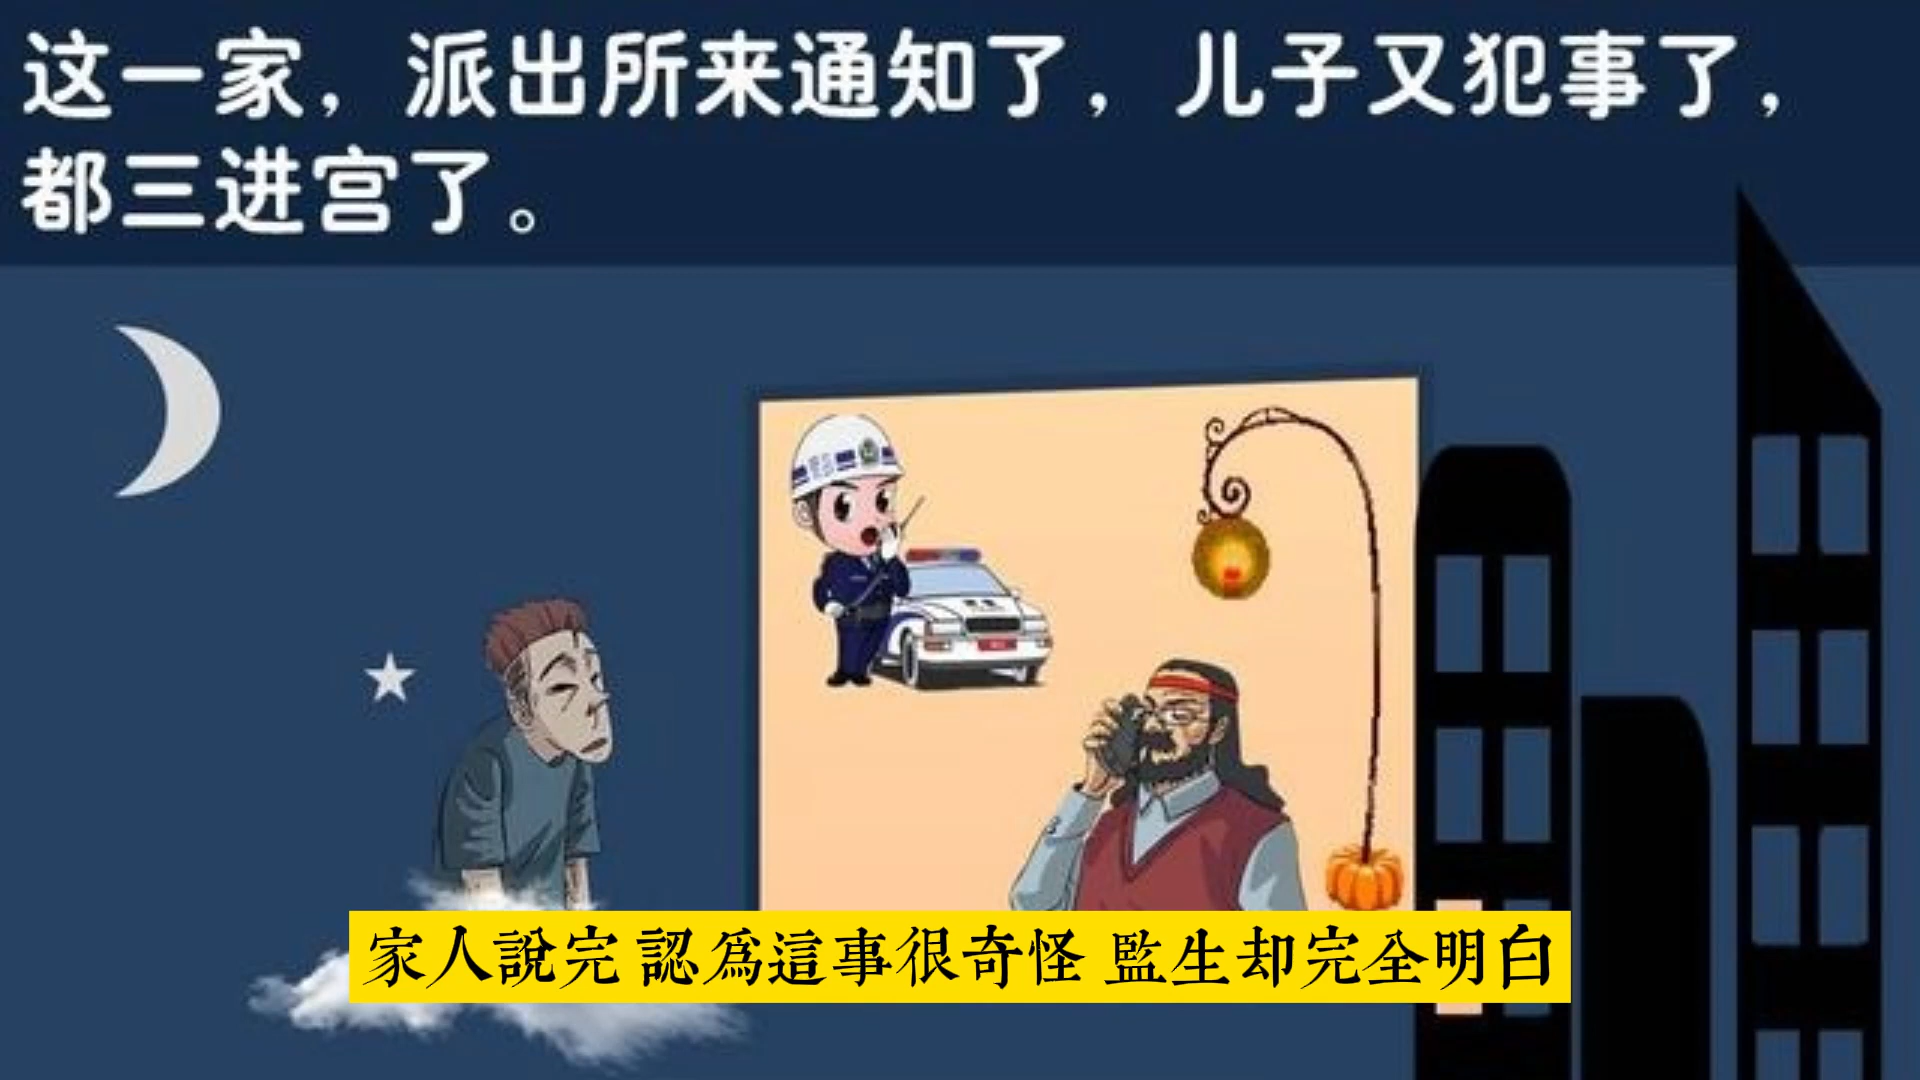 这一家，派出所来通知了，儿子又犯事了，
都三进宫了。
家人說完 認爲這事很奇怪 監生却完全明白